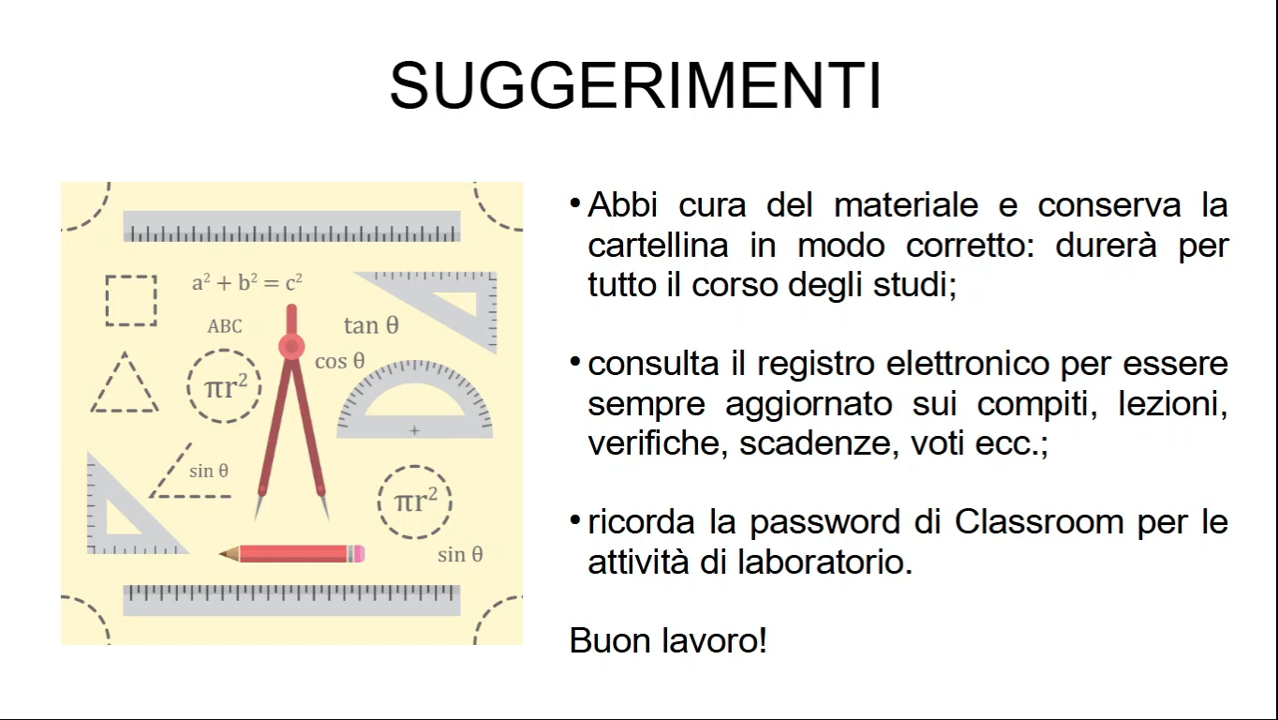 SUGGERIMENTI
a² + b² = c²
ABC
tan θ
cos θ
πr²
sin θ
πr²
sin θ
•Abbi cura del materiale e conserva la
cartellina in modo corretto: durerà per
tutto il corso degli studi;
•consulta il registro elettronico per essere
sempre aggiornato sui compiti, lezioni,
verifiche, scadenze, voti ecc.;
•ricorda la password di Classroom per le
attività di laboratorio.
Buon lavoro!